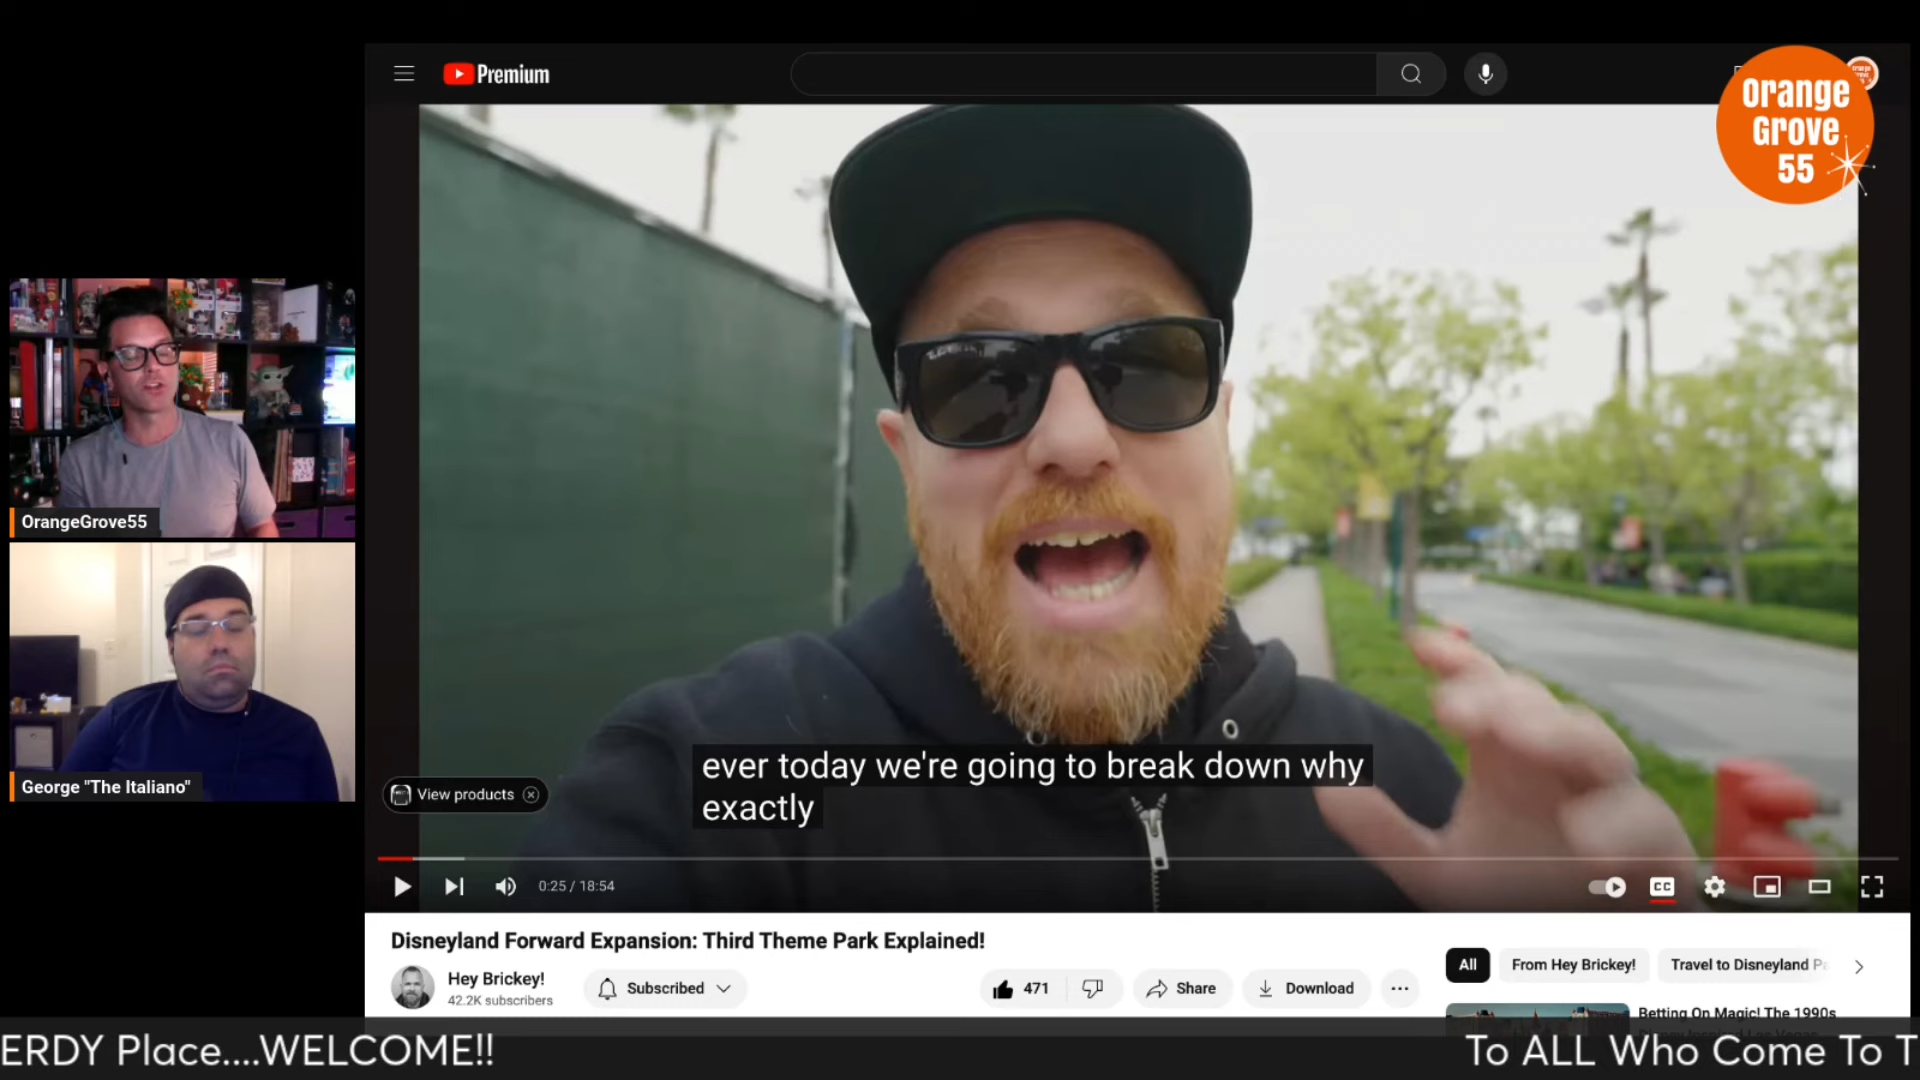 Premium
Orange
Grove
55
OrangeGrove55
George "The Italiano"
ever today we're going to break down why
exactly
View products
0:25 / 18:54
CC
Disneyland Forward Expansion: Third Theme Park Explained!
Hey Brickey!
42.2K subscribers
Subscribed
471
Share
Download
All
From Hey Brickey!
Travel to Disneyland
Betting On Magic! The 1990s
ERDY Place....WELCOME!!
To ALL Who Come To T